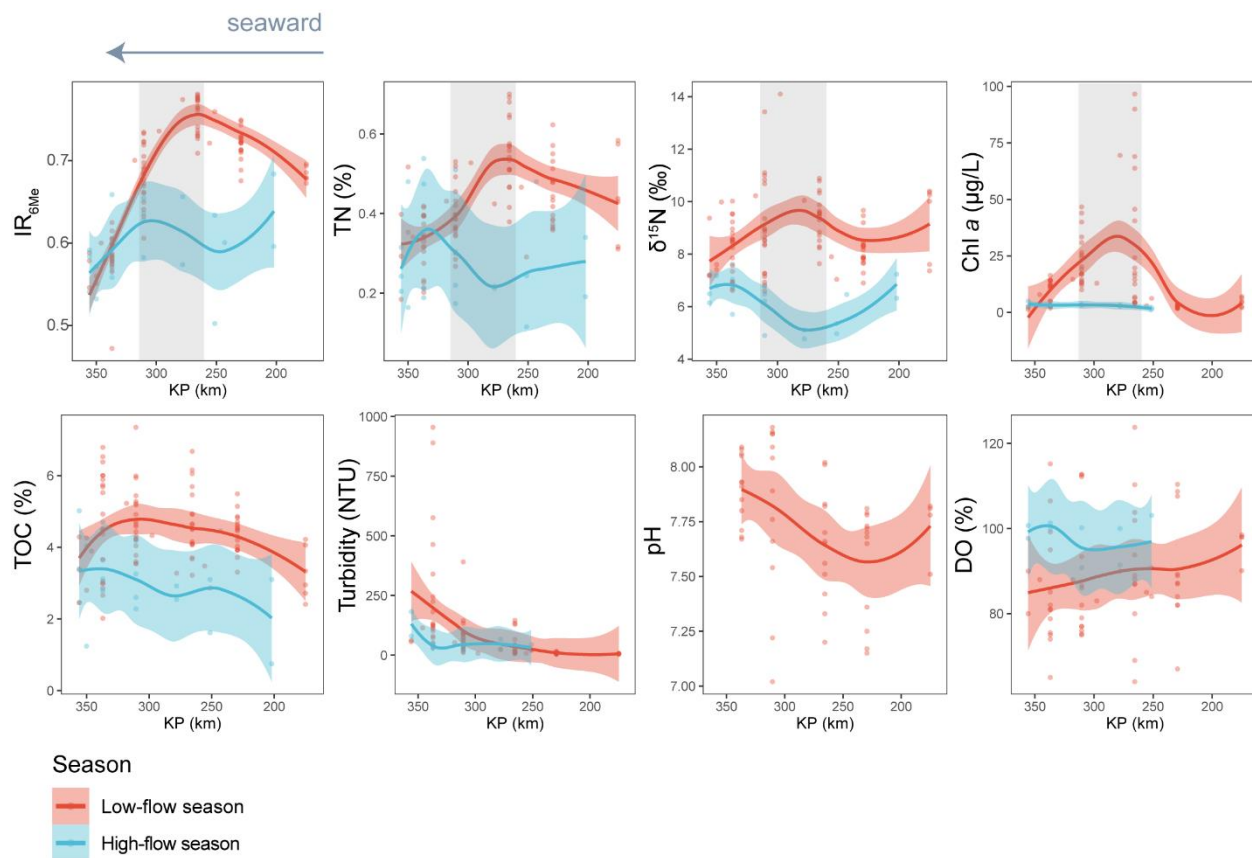 seaward
IR6Me
0.7
0.6
0.5
350 300 250 200
KP (km)
TN (%)
0.6
0.4
0.2
350 300 250 200
KP (km)
δ¹⁵N (‰)
14
12
10
8
6
4
350 300 250 200
KP (km)
Chl a (µg/L)
100
75
50
25
0
350 300 250 200
KP (km)
TOC (%)
6
4
2
0
350 300 250 200
KP (km)
Turbidity (NTU)
1000
750
500
250
0
350 300 250 200
KP (km)
pH
8.00
7.75
7.50
7.25
7.00
350 300 250 200
KP (km)
DO (%)
120
100
80
350 300 250 200
KP (km)
Season
Low-flow season
High-flow season